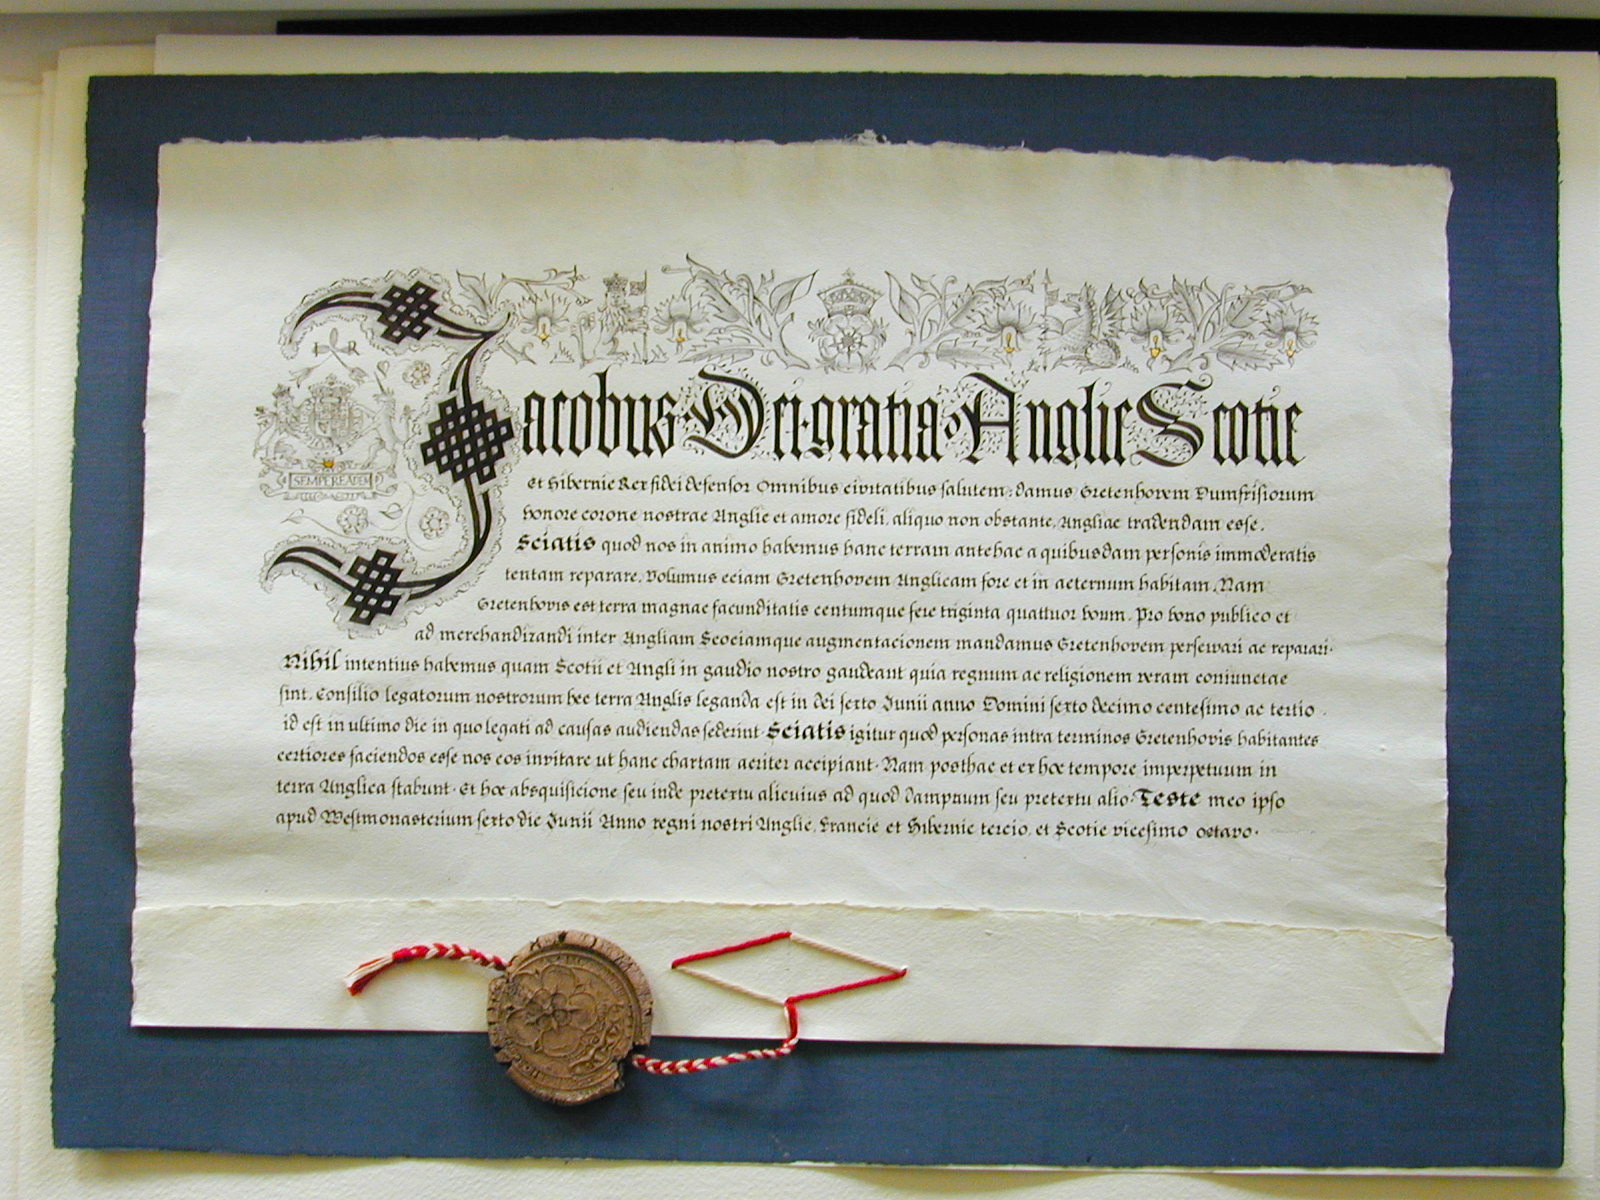 E R
SEMPER EADEM
Jacobus Dei gratia Anglie Scotie
et Hibernie Rex fidei defensor Omnibus civitatibus salutem: damus Gretenhovem Dumfrisiorum
honore corone nostrae Anglie et amore fideli, aliquo non obstante, Angliae tradendam esse.
Sciatis quod nos in animo habemus hanc terram antehac a quibusdam personis immoderatis
tentam reparare. Volumus eciam Gretenhovem Anglicam fore et in aeternum habitam. Nam
Gretenhovis est terra magnae facunditatis centumque fere triginta quattuor boum. Pro bono publico et
ad merchandizandi inter Angliam Scociamque augmentacionem mandamus Gretenhovem persewari ac reparari.
Nihil intentius habemus quam Scotii et Angli in gaudio nostro gaudeant quia regnum ac religionem veram coniunctae
sint. Consilio legatorum nostrorum hec terra Anglis leganda est in dei sexto Junii anno Domini sexto decimo centesimo ac tertio.
id est in ultimo die in quo legati ad causas audiendas sederint. Sciatis igitur quod personas intra terminos Gretenhovis habitantes
certiores faciendos esse nos eos invitare ut hanc chartam acriter accipiant. Nam posthac et ex hoc tempore imperpetuum in
terra Anglica stabunt. Et hoc absquisicione seu inde pretextu alicuius ad quod dampnum seu pretextu alio. Teste meo ipso
apud Westmonasterium sexto die Junii Anno regni nostri Anglie, Francie et Hibernie tercio, et Scotie vicesimo octavo.